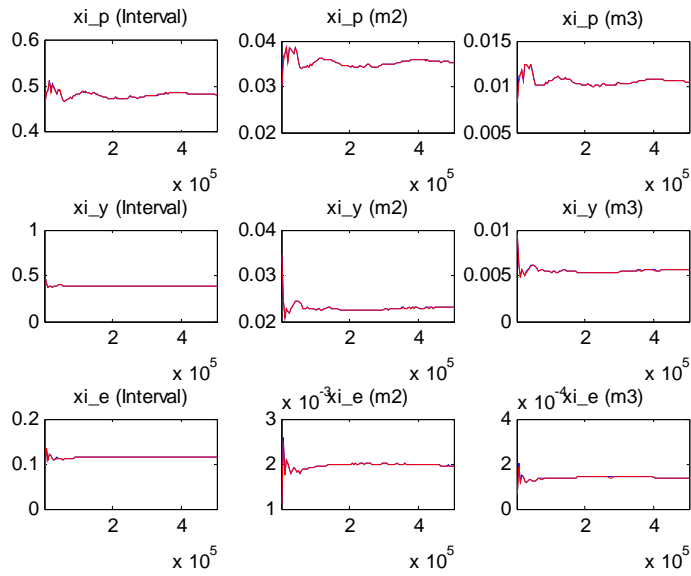 xi_p (Interval)
xi_p (m2)
xi_p (m3)
0.6
0.5
0.4
0.04
0.03
0.02
0.015
0.01
0.005
2 4
2 4
2 4
x 10^5
x 10^5
x 10^5
xi_y (Interval)
xi_y (m2)
xi_y (m3)
1
0.5
0
0.04
0.03
0.02
0.01
0.005
0
2 4
2 4
2 4
x 10^5
x 10^5
x 10^5
xi_e (Interval)
x 10^-3
xi_e (m2)
x 10^-4
xi_e (m3)
0.2
0.1
0
3
2
1
4
2
0
2 4
2 4
2 4
x 10^5
x 10^5
x 10^5